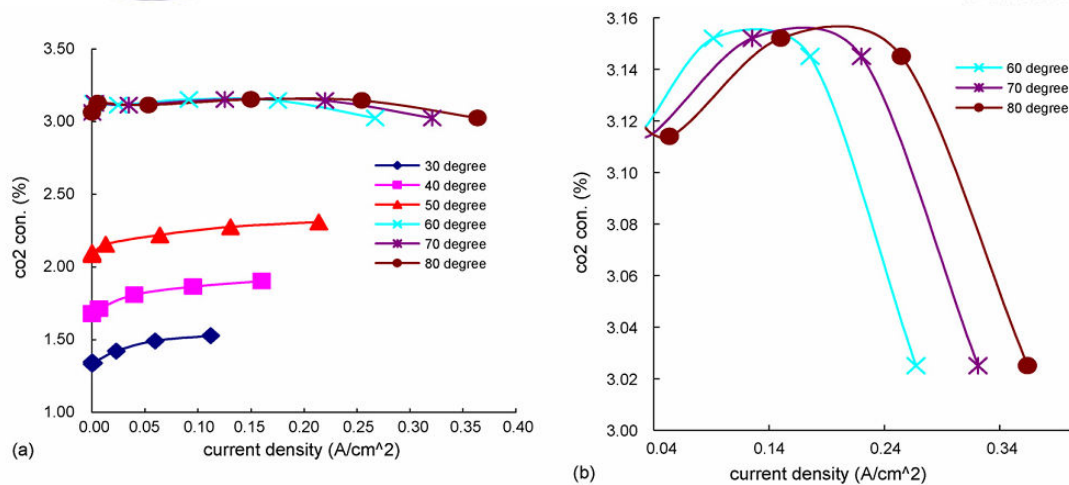 3.50
3.00
2.50
2.00
1.50
1.00
co2 con. (%)
30 degree
40 degree
50 degree
60 degree
70 degree
80 degree
0.00 0.05 0.10 0.15 0.20 0.25 0.30 0.35 0.40
(a) current density (A/cm^2)
3.16
3.14
3.12
3.10
3.08
3.06
3.04
3.02
3.00
co2 con. (%)
60 degree
70 degree
80 degree
0.04 0.14 0.24 0.34
(b) current density (A/cm^2)